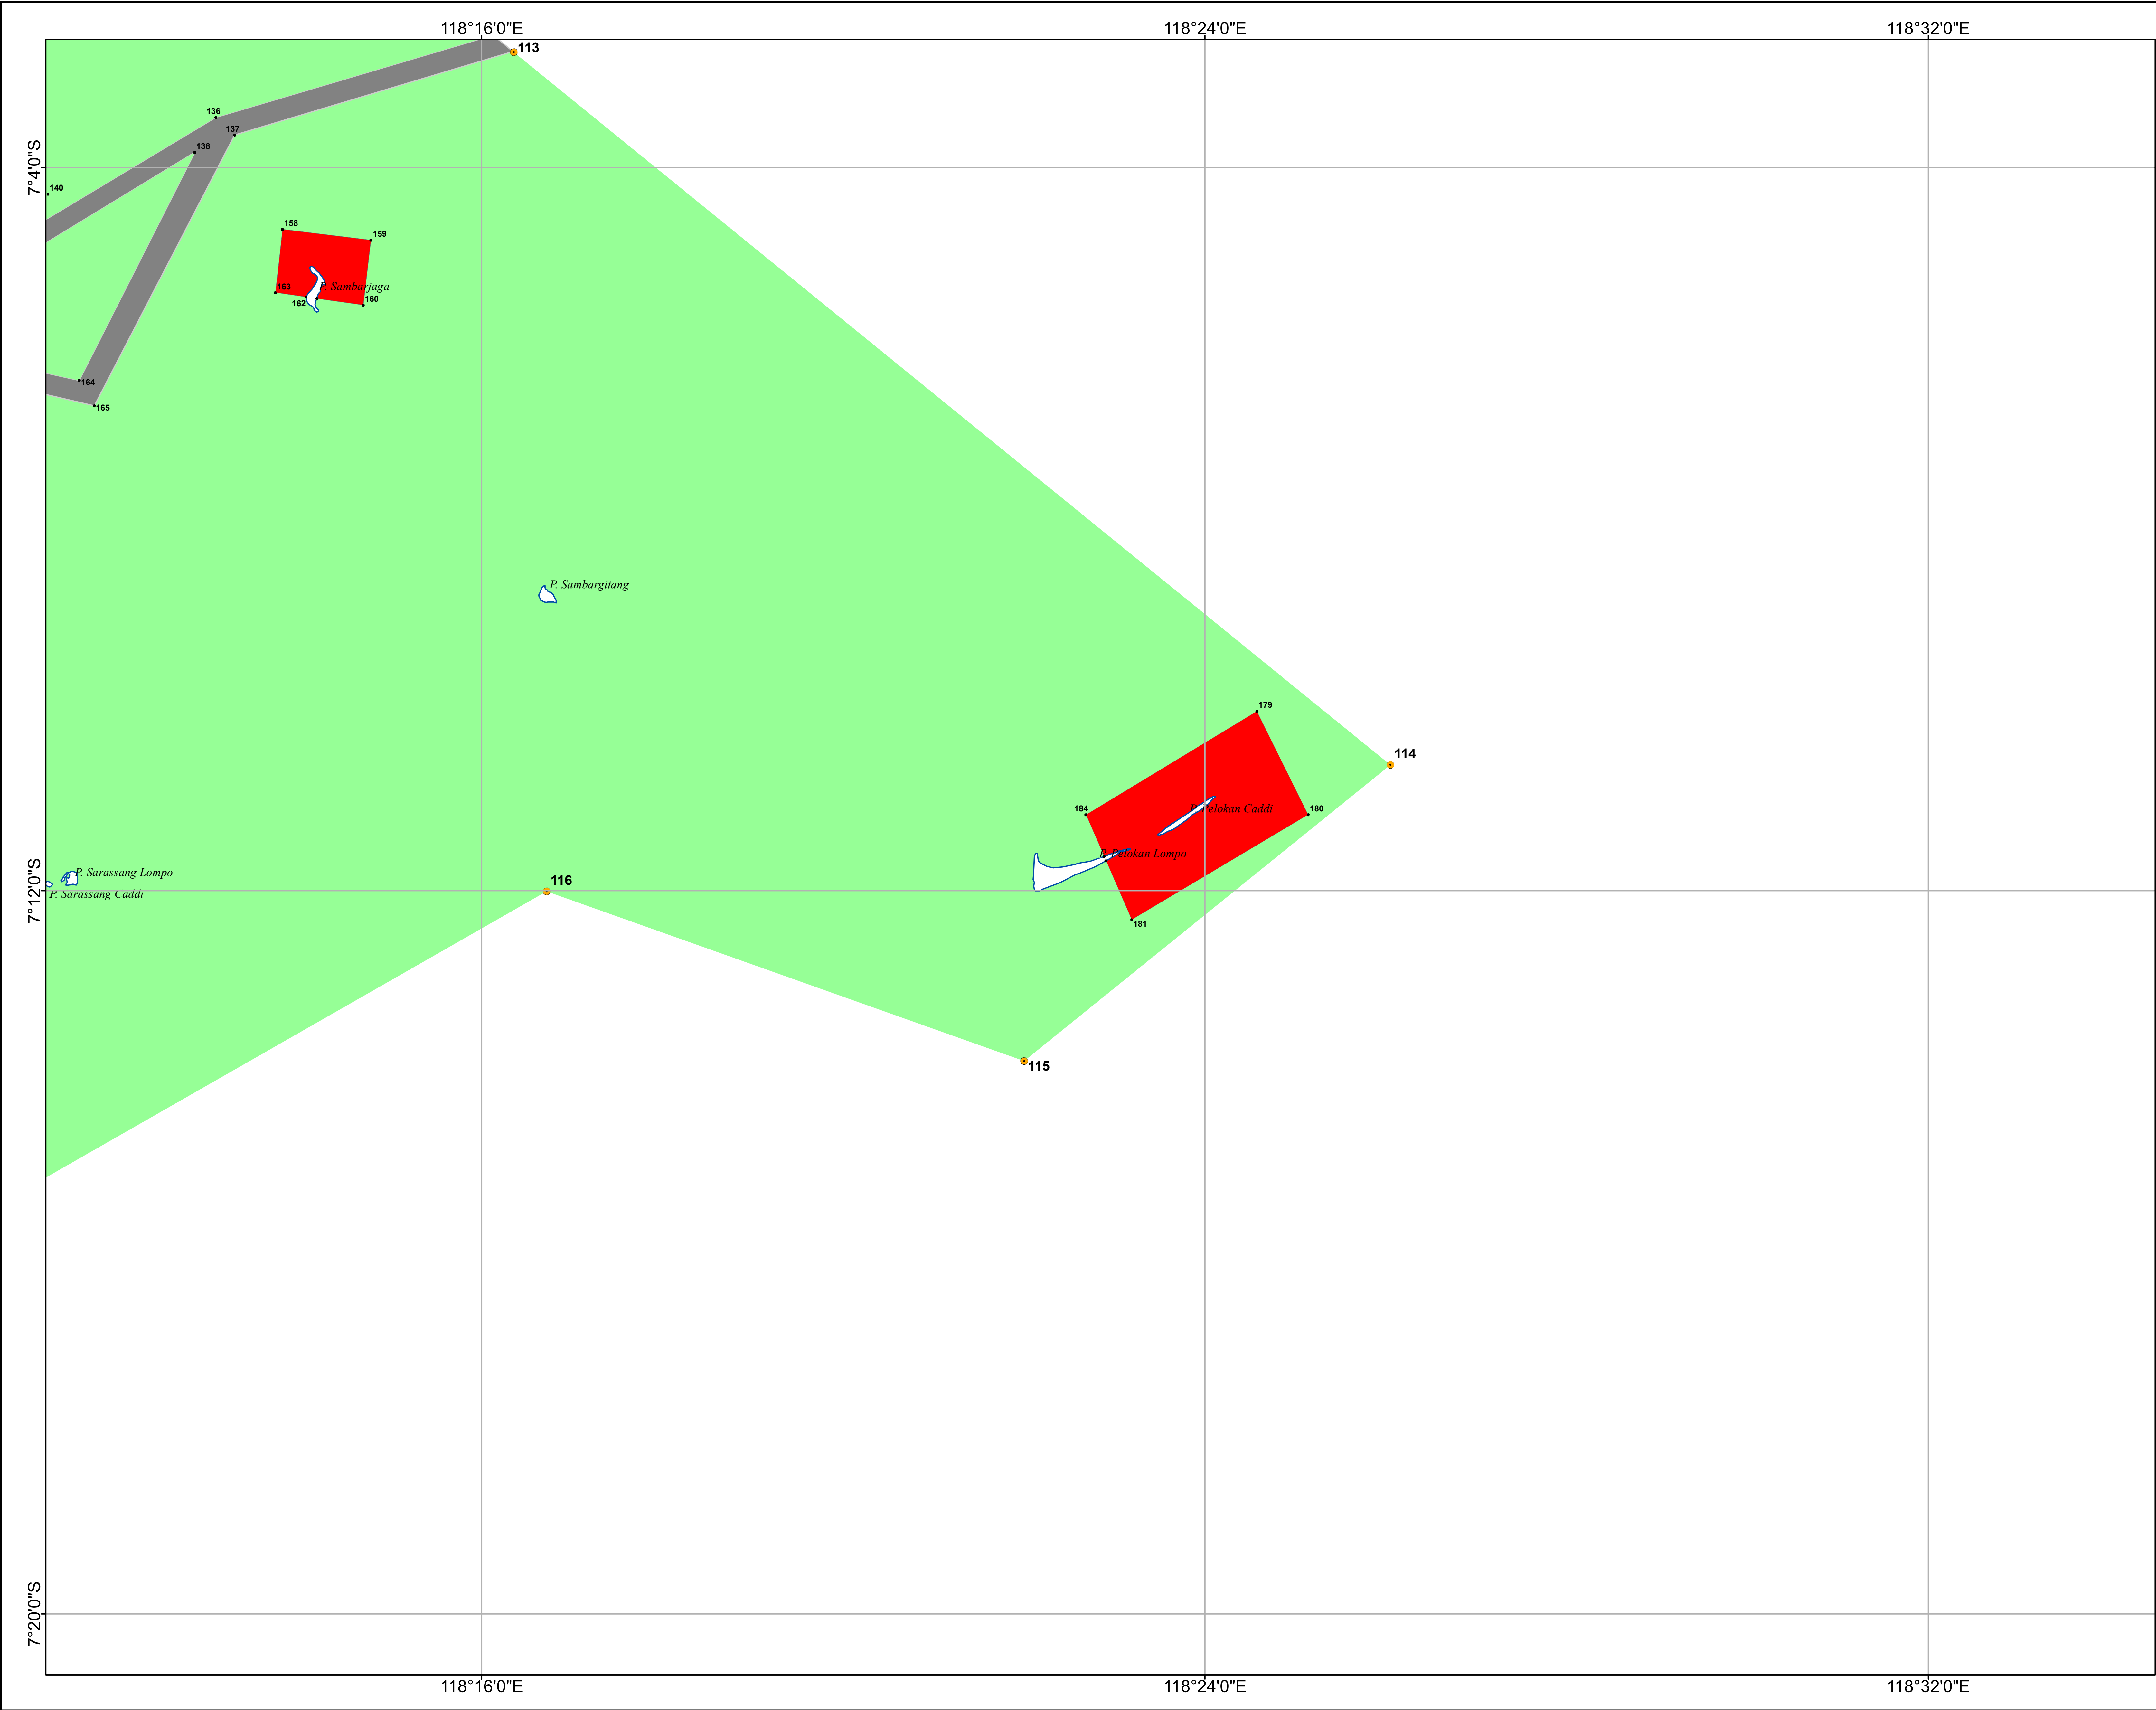 118°16'0"E 118°24'0"E 118°32'0"E
113
136
137
138
7°4'0"S
140
158
159
P. Sambarjaga
163
162
160
164
165
P. Sambargitang
179
114
184
P. Pelokan Caddi
180
P. Pelokan Lompo
P. Sarassang Lompo
116
7°12'0"S
P. Sarassang Caddi
181
115
7°20'0"S
118°16'0"E 118°24'0"E 118°32'0"E